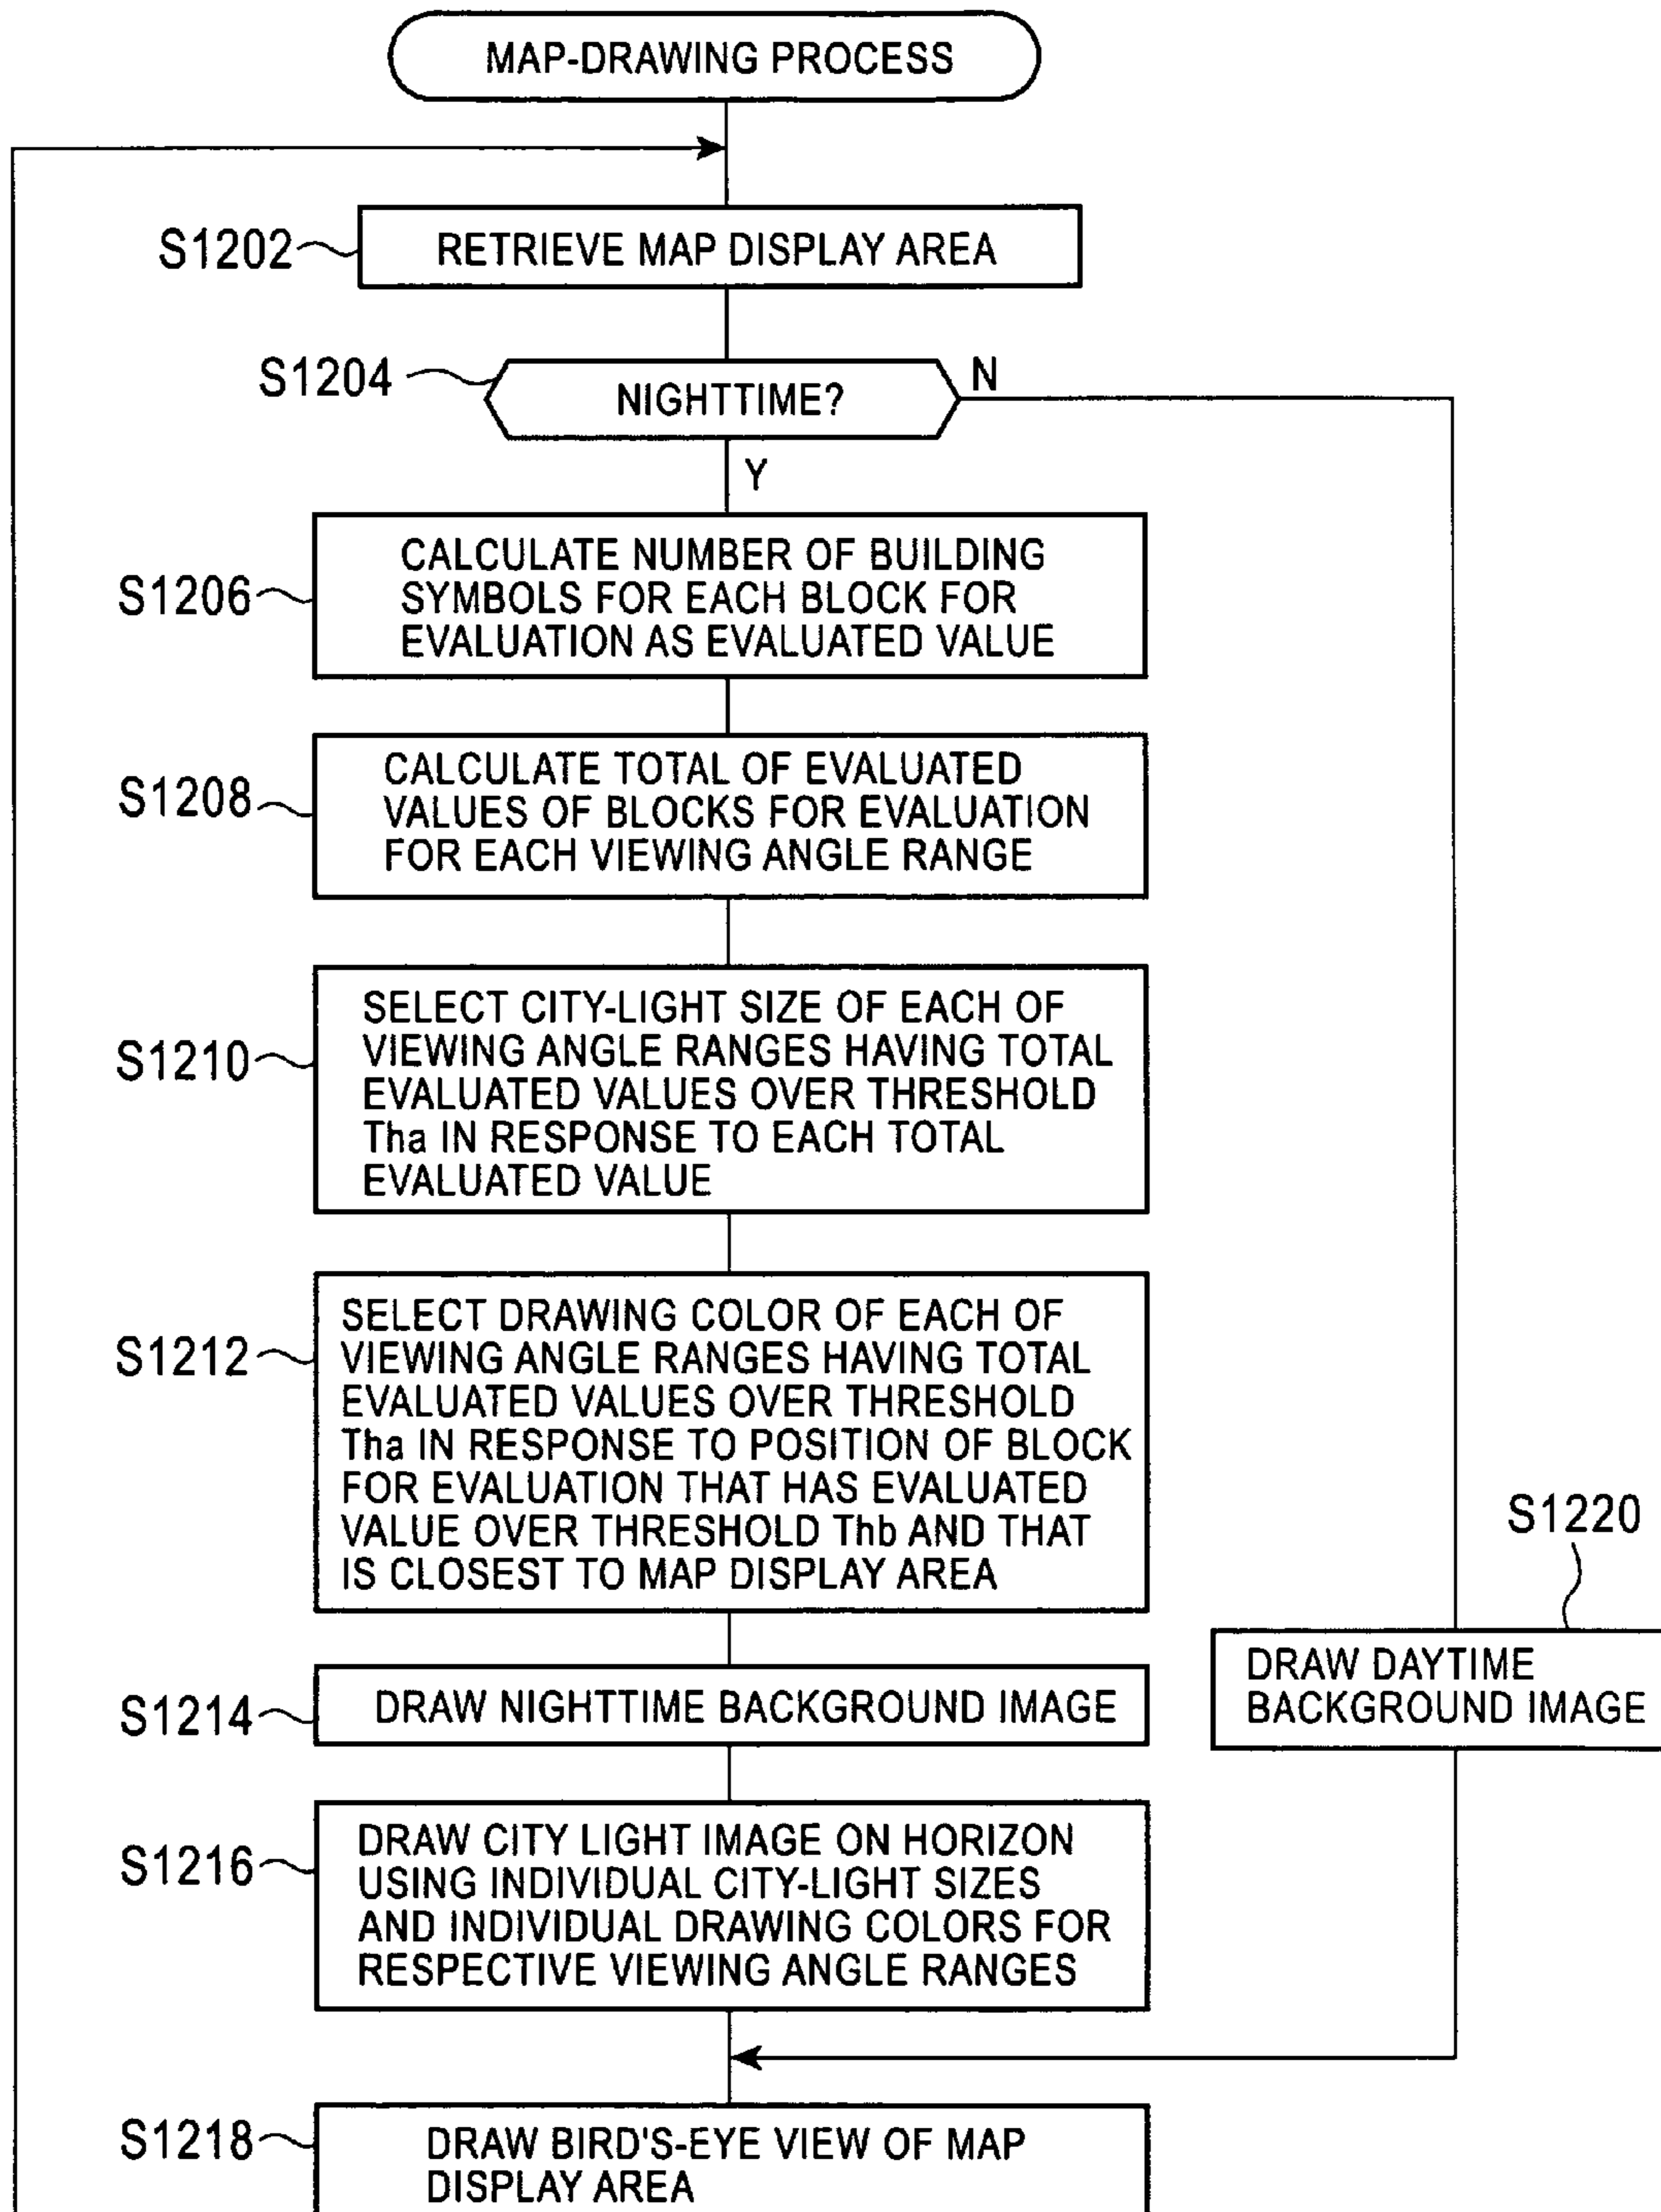 MAP-DRAWING PROCESS
S1202
RETRIEVE MAP DISPLAY AREA
S1204
NIGHTTIME?
N
Y
S1206
CALCULATE NUMBER OF BUILDING
SYMBOLS FOR EACH BLOCK FOR
EVALUATION AS EVALUATED VALUE
S1208
CALCULATE TOTAL OF EVALUATED
VALUES OF BLOCKS FOR EVALUATION
FOR EACH VIEWING ANGLE RANGE
S1210
SELECT CITY-LIGHT SIZE OF EACH OF
VIEWING ANGLE RANGES HAVING TOTAL
EVALUATED VALUES OVER THRESHOLD
Tha IN RESPONSE TO EACH TOTAL
EVALUATED VALUE
S1212
SELECT DRAWING COLOR OF EACH OF
VIEWING ANGLE RANGES HAVING TOTAL
EVALUATED VALUES OVER THRESHOLD
Tha IN RESPONSE TO POSITION OF BLOCK
FOR EVALUATION THAT HAS EVALUATED
VALUE OVER THRESHOLD Thb AND THAT
IS CLOSEST TO MAP DISPLAY AREA
S1220
DRAW DAYTIME
BACKGROUND IMAGE
S1214
DRAW NIGHTTIME BACKGROUND IMAGE
S1216
DRAW CITY LIGHT IMAGE ON HORIZON
USING INDIVIDUAL CITY-LIGHT SIZES
AND INDIVIDUAL DRAWING COLORS FOR
RESPECTIVE VIEWING ANGLE RANGES
S1218
DRAW BIRD'S-EYE VIEW OF MAP
DISPLAY AREA